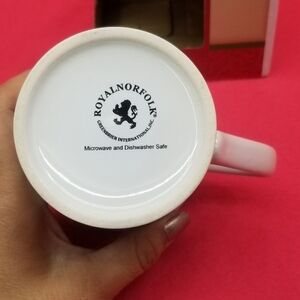 ROYALNORFOLK®
GREENBRIER INTERNATIONAL, INC.
Microwave and Dishwasher Safe